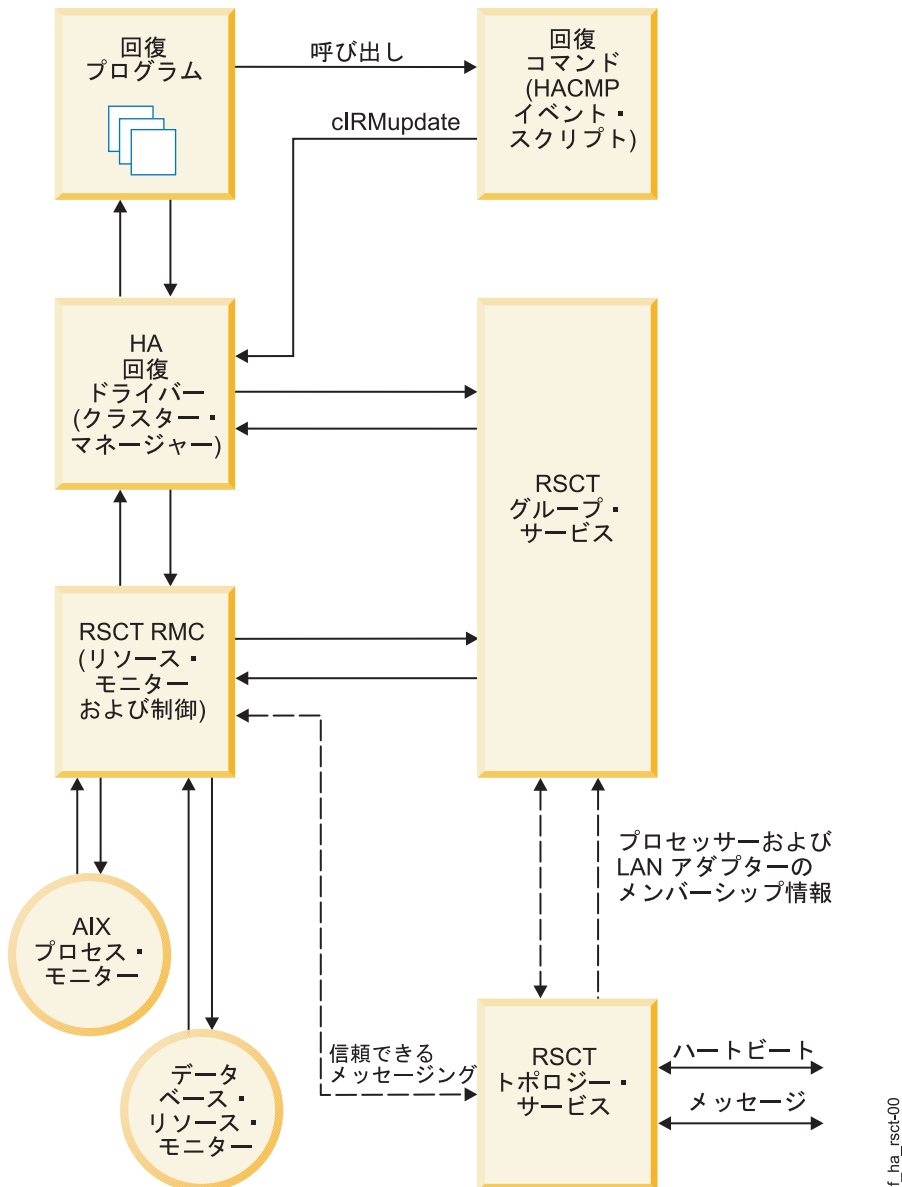 回復
プログラム
呼び出し
回復
コマンド
(HACMP
イベント・
スクリプト)
clRMupdate
HA
回復
ドライバー
(クラスター・
マネージャー)
RSCT
グループ・
サービス
RSCT RMC
(リソース・
モニター
および制御)
プロセッサーおよび
LAN アダプターの
メンバーシップ情報
AIX
プロセス・
モニター
データ
ベース・
リソース・
モニター
信頼できる
メッセージング
RSCT
トポロジー・
サービス
ハートビート
メッセージ
f_ha_rsct-00